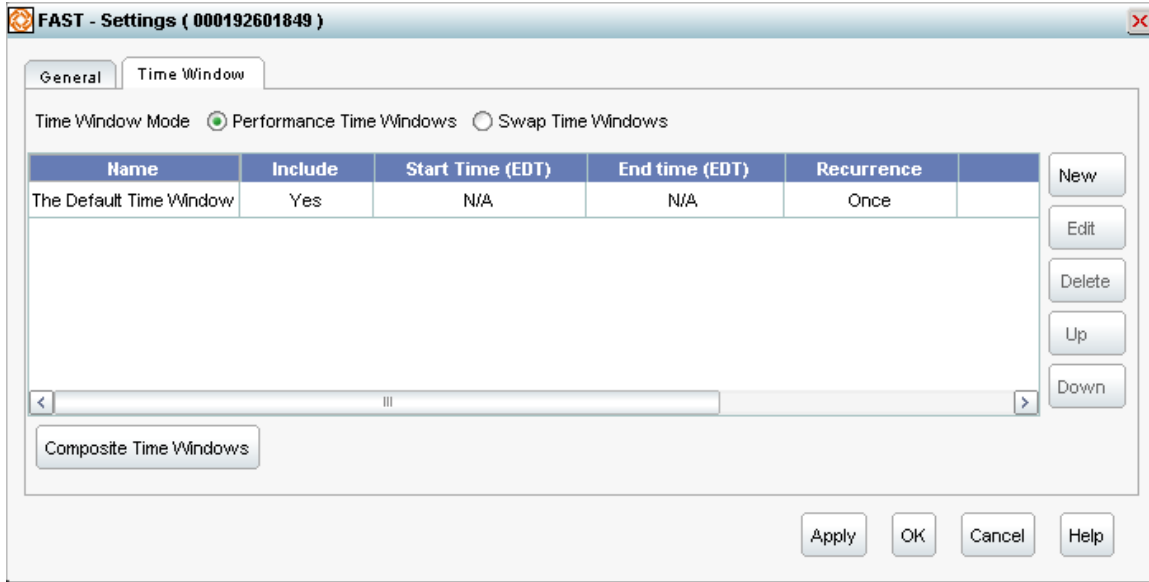 FAST - Settings ( 000192601849 )
General Time Window
Time Window Mode Performance Time Windows Swap Time Windows
Name Include Start Time (EDT) End time (EDT) Recurrence
The Default Time Window Yes N/A N/A Once
New
Edit
Delete
Up
Down
Composite Time Windows
Apply OK Cancel Help